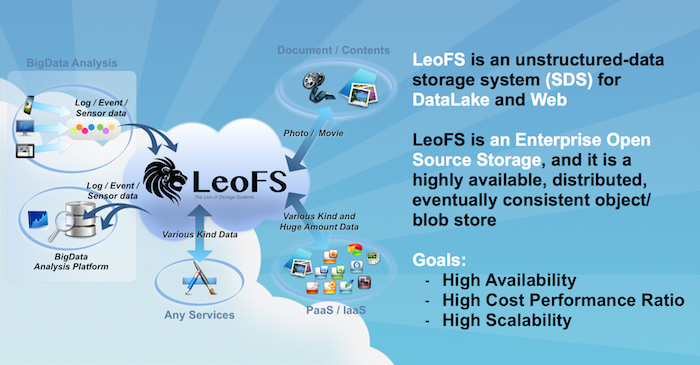 BigData Analysis
Log / Event /
Sensor data
Log / Event /
Sensor data
BigData
Analysis Platform
Document / Contents
Photo / Movie
LeoFS
The Lion of Storage Systems
Various Kind Data
Any Services
Various Kind and
Huge Amount Data
PaaS / IaaS
LeoFS is an unstructured-data
storage system (SDS) for
DataLake and Web
LeoFS is an Enterprise Open
Source Storage, and it is a
highly available, distributed,
eventually consistent object/
blob store
Goals:
- High Availability
- High Cost Performance Ratio
- High Scalability